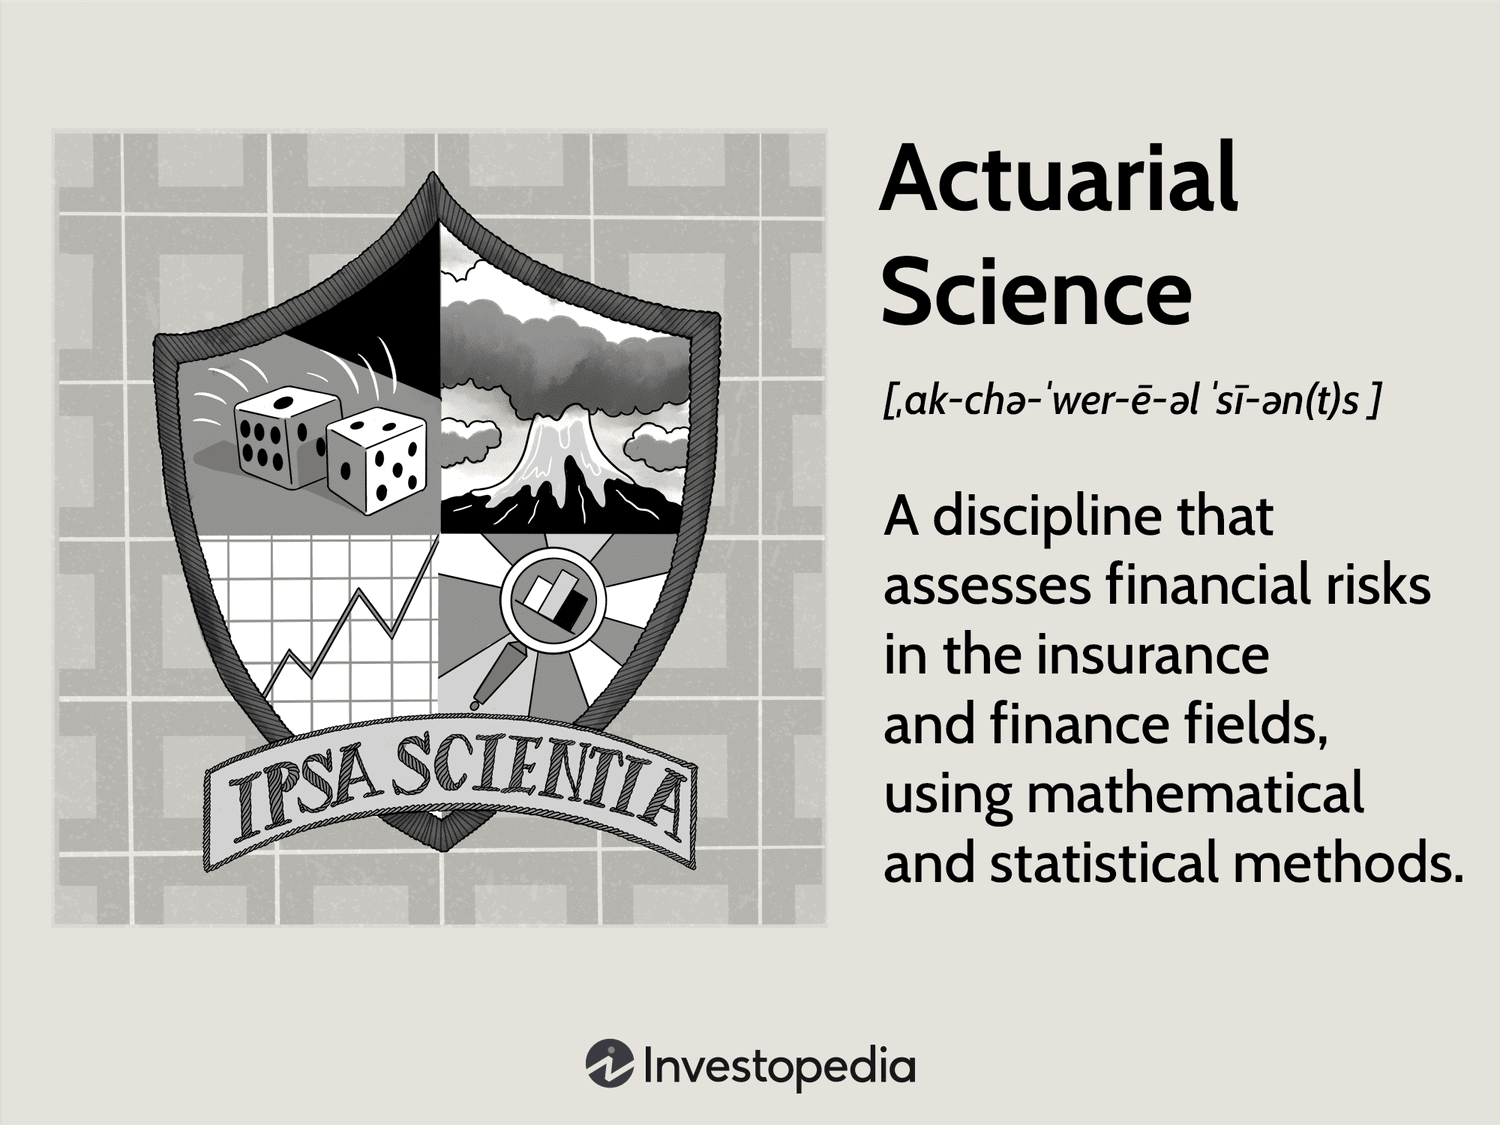 IPSA SCIENTIA
Actuarial
Science
[ˌak-chə-ˈwer-ē-əl ˈsī-ən(t)s ]
A discipline that
assesses financial risks
in the insurance
and finance fields,
using mathematical
and statistical methods.
Investopedia